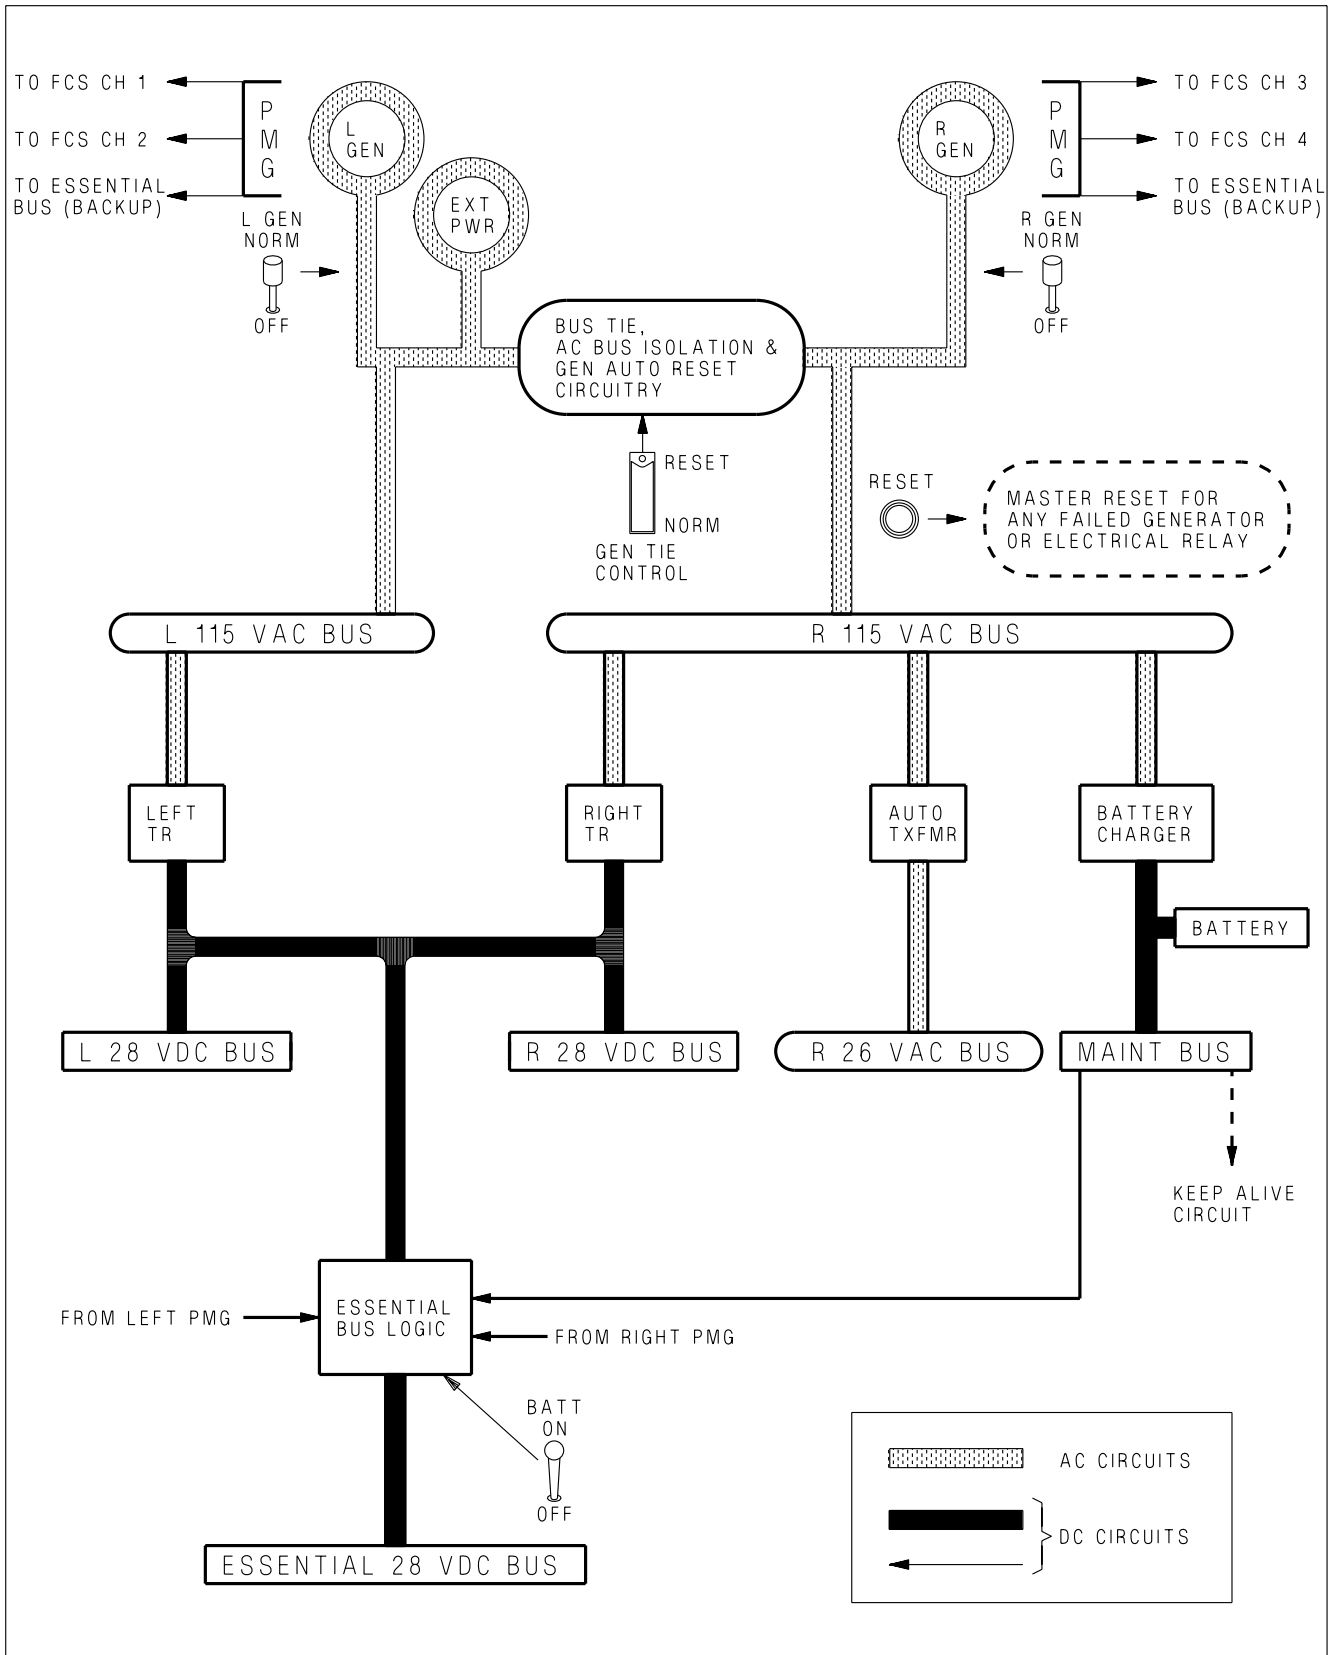 TO FCS CH 1
TO FCS CH 2
TO ESSENTIAL
BUS (BACKUP)
P
M
G
L
GEN
EXT
PWR
R
GEN
P
M
G
TO FCS CH 3
TO FCS CH 4
TO ESSENTIAL
BUS (BACKUP)
L GEN
NORM
OFF
R GEN
NORM
OFF
BUS TIE,
AC BUS ISOLATION &
GEN AUTO RESET
CIRCUITRY
RESET
NORM
GEN TIE
CONTROL
RESET
MASTER RESET FOR
ANY FAILED GENERATOR
OR ELECTRICAL RELAY
L 115 VAC BUS
R 115 VAC BUS
LEFT
TR
RIGHT
TR
AUTO
TXFMR
BATTERY
CHARGER
BATTERY
L 28 VDC BUS
R 28 VDC BUS
R 26 VAC BUS
MAINT BUS
KEEP ALIVE
CIRCUIT
FROM LEFT PMG
ESSENTIAL
BUS LOGIC
FROM RIGHT PMG
BATT
ON
OFF
ESSENTIAL 28 VDC BUS
AC CIRCUITS
DC CIRCUITS